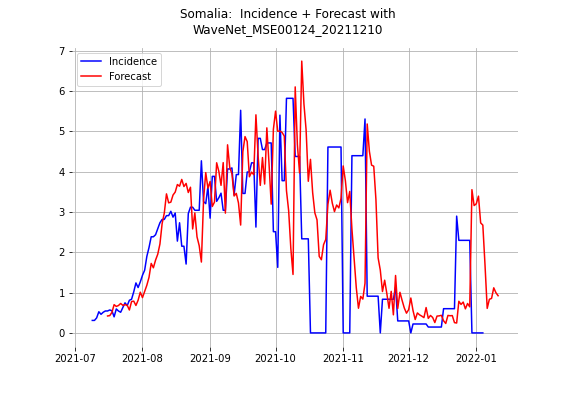 Somalia:  Incidence + Forecast with
WaveNet_MSE00124_20211210
Incidence
Forecast
7
6
5
4
3
2
1
0
2021-07 2021-08 2021-09 2021-10 2021-11 2021-12 2022-01